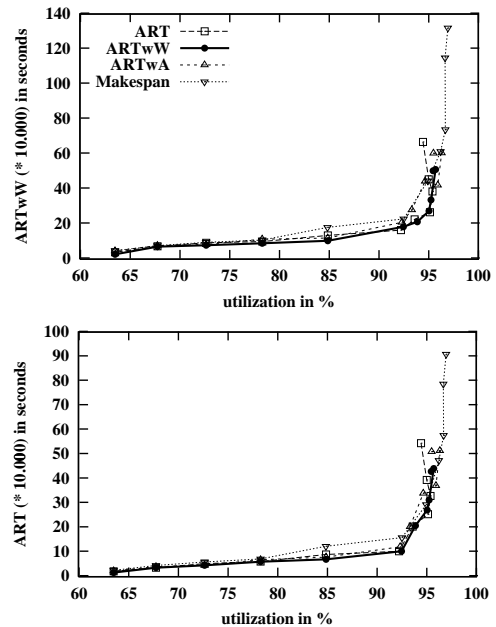 140
120
100
80
60
40
20
0
ARTwW (* 10.000) in seconds
ART
ARTwW
ARTwA
Makespan
60 65 70 75 80 85 90 95 100
utilization in %
100
90
80
70
60
50
40
30
20
10
0
ART (* 10.000) in seconds
60 65 70 75 80 85 90 95 100
utilization in %